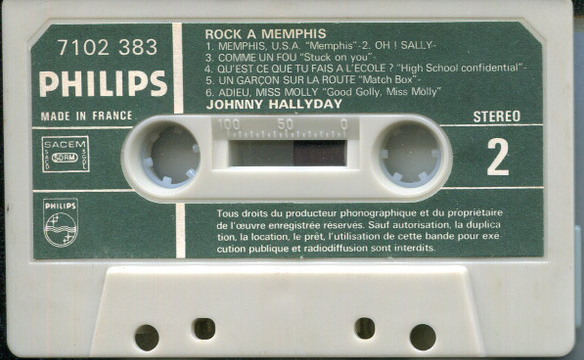 7102 383
PHILIPS
MADE IN FRANCE
ROCK A MEMPHIS
1. MEMPHIS, U.S.A. "Memphis"-2. OH ! SALLY-
3. COMME UN FOU "Stuck on you"-
4. QU'EST CE QUE TU FAIS A L'ECOLE ? "High School confidential"-
5. UN GARÇON SUR LA ROUTE "Match Box"-
6. ADIEU, MISS MOLLY "Good Golly, Miss Molly"
JOHNNY HALLYDAY
100 50 0
STEREO
2
SACEM
SACD SDRM SGDL
PHILIPS
Tous droits du producteur phonographique et du propriétaire
de l'œuvre enregistrée réservés. Sauf autorisation, la duplica
tion, la location, le prêt, l'utilisation de cette bande pour exé
cution publique et radiodiffusion sont interdits.